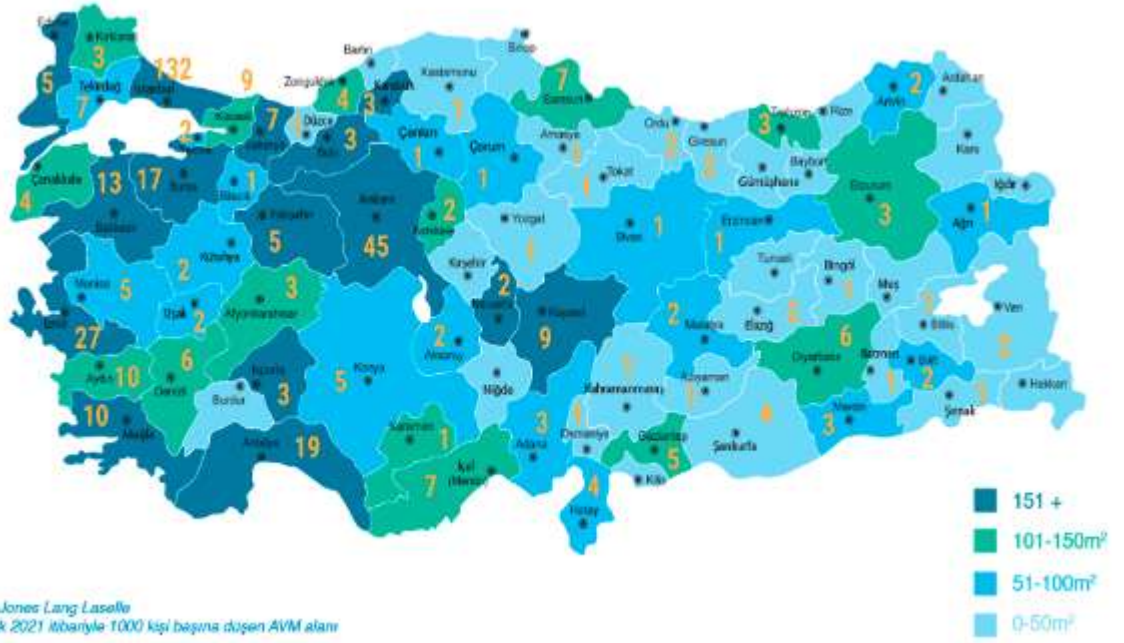 Edirne
Kırklareli
3
5
Tekirdağ
7
132
İstanbul
9
Kocaeli
2
Yalova
7
Sakarya
Düzce
Zonguldak
4
Bartın
Karabük
3
3
Bolu
Kastamonu
1
Sinop
7
Samsun
Çankırı
1
Çorum
1
Amasya
Tokat
Ordu
Giresun
3
Trabzon
Rize
2
Artvin
Ardahan
Kars
Gümüşhane
Bayburt
Erzurum
3
Iğdır
Ağrı
1
Çanakkale
4
13
Balıkesir
17
Bursa
1
Bilecik
Eskişehir
5
Ankara
45
2
Kırıkkale
Yozgat
Kırşehir
Sivas
1
Erzincan
1
Tunceli
Bingöl
Muş
Elazığ
Bitlis
Van
Manisa
5
Kütahya
2
Uşak
2
3
Afyonkarahisar
İzmir
27
Aydın
10
6
Denizli
Burdur
Isparta
3
10
Muğla
Antalya
19
Konya
5
Aksaray
2
2
Nevşehir
Kayseri
9
Niğde
Karaman
1
7
İçel
(Mersin)
Adana
3
Osmaniye
4
Hatay
Kahramanmaraş
Gaziantep
5
Kilis
2
Malatya
Adıyaman
Şanlıurfa
6
Diyarbakır
Batman
1
Siirt
2
Mardin
3
Şırnak
Hakkari
151 +
101-150m²
51-100m²
0-50m²
Jones Lang Laselle
k 2021 itibariyle 1000 kişi başına düşen AVM alanı